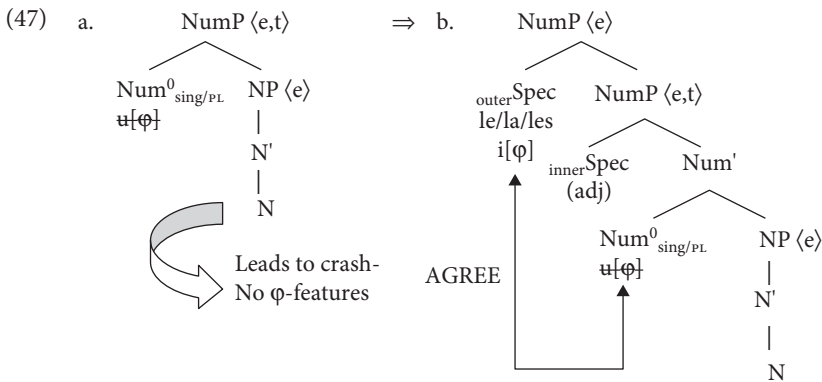 (47) a. NumP ⟨e,t⟩ ⇒ b. NumP ⟨e⟩
Num⁰sing/PL NP ⟨e⟩
u[φ]
N'
N
Leads to crash-
No φ-features
outerSpec NumP ⟨e,t⟩
le/la/les
i[φ]
innerSpec Num'
(adj)
Num⁰sing/PL NP ⟨e⟩
u[φ]
AGREE
N'
N